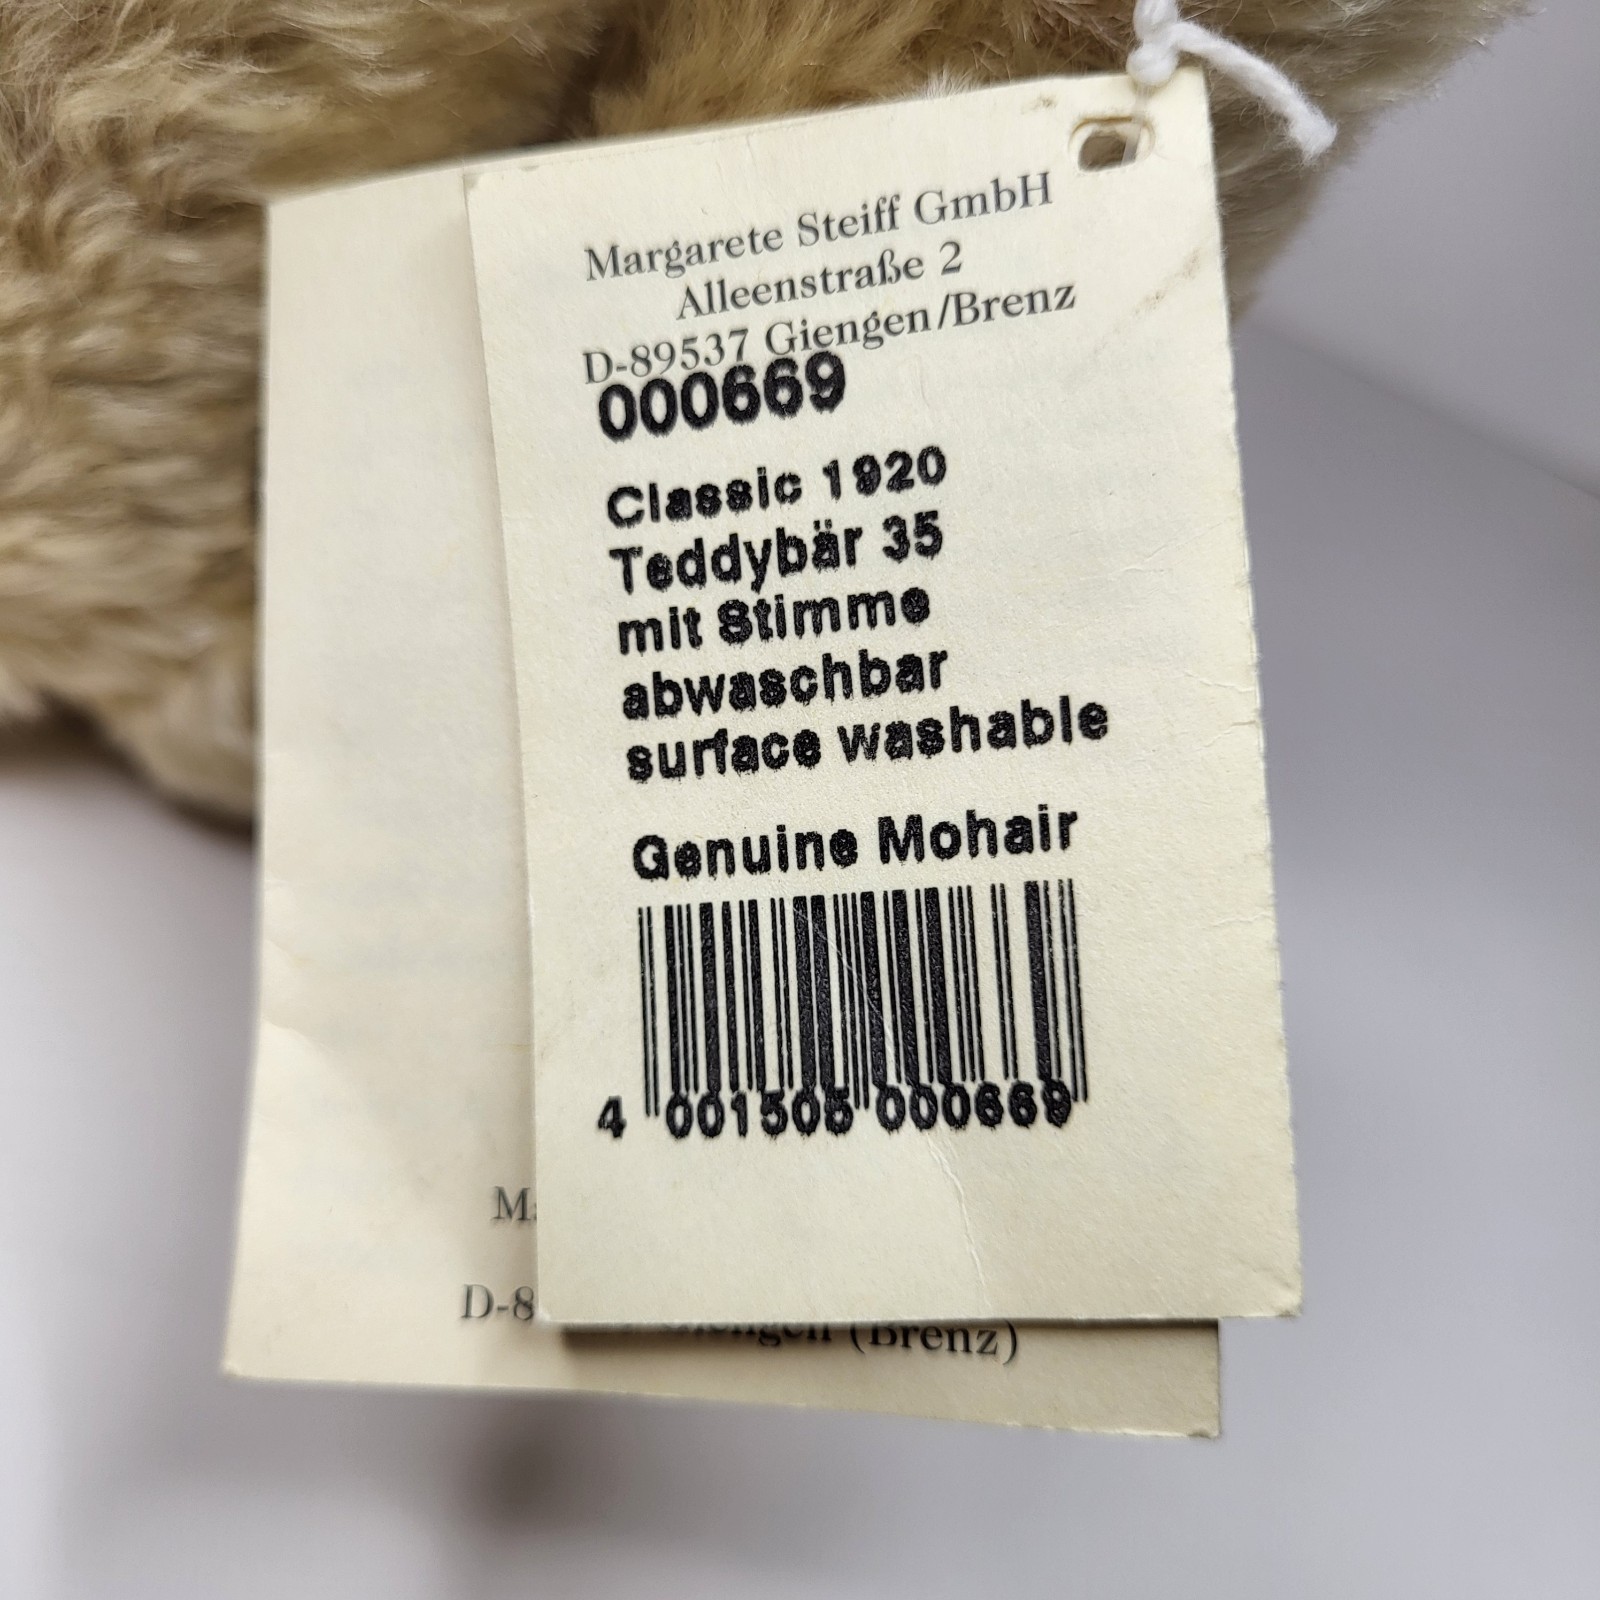 Margarete Steiff GmbH
Alleenstraße 2
D-89537 Giengen/Brenz
000669
Classic 1920
Teddybär 35
mit Stimme
abwaschbar
surface washable
Genuine Mohair
4 001505 000669
D-8
(Brenz)